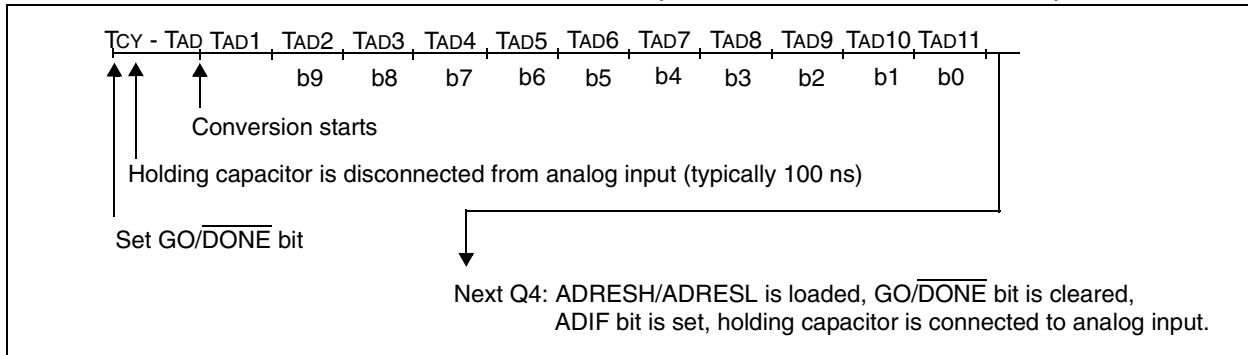 TCY - TAD TAD1 TAD2 TAD3 TAD4 TAD5 TAD6 TAD7 TAD8 TAD9 TAD10 TAD11
b9 b8 b7 b6 b5 b4 b3 b2 b1 b0
Conversion starts
Holding capacitor is disconnected from analog input (typically 100 ns)
Set GO/DONE bit
Next Q4: ADRESH/ADRESL is loaded, GO/DONE bit is cleared,
ADIF bit is set, holding capacitor is connected to analog input.